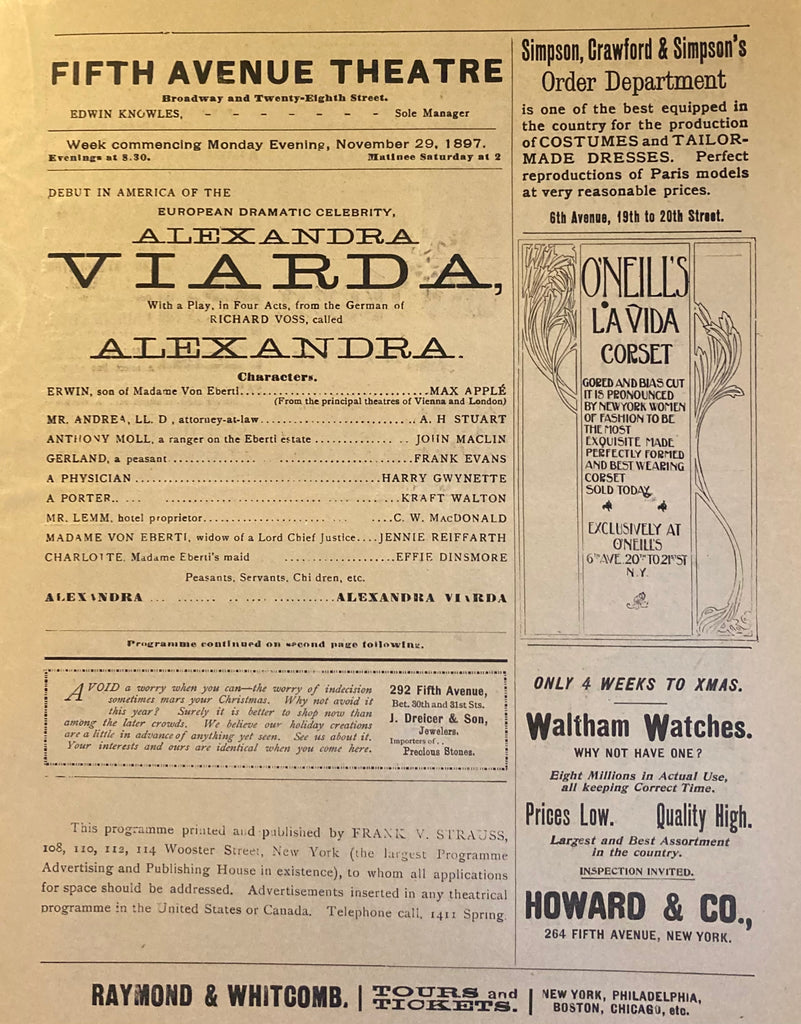 FIFTH AVENUE THEATRE
Broadway and Twenty-Eighth Street.
EDWIN KNOWLES, - - - - - - Sole Manager
Week commencing Monday Evening, November 29, 1897.
Evenings at 8.30. Matinee Saturday at 2
DEBUT IN AMERICA OF THE
EUROPEAN DRAMATIC CELEBRITY,
ALEXANDRA
VIARDA,
With a Play, in Four Acts, from the German of
RICHARD VOSS, called
ALEXANDRA.
Characters.
ERWIN, son of Madame Von Eberti..............................MAX APPLÉ
(From the principal theatres of Vienna and London)
MR. ANDREA, LL. D , attorney-at-law..............................A. H STUART
ANTHONY MOLL, a ranger on the Eberti estate ................ .. JOHN MACLIN
GERLAND, a peasant..............................FRANK EVANS
A PHYSICIAN..............................HARRY GWYNETTE
A PORTER.. ..............................KRAFT WALTON
MR. LEMM, hotel proprietor.................... ....C. W. MACDONALD
MADAME VON EBERTI, widow of a Lord Chief Justice....JENNIE REIFFARTH
CHARLOTTE, Madame Eberti's maid ......................EFFIE DINSMORE
Peasants, Servants, Chi dren, etc.
ALEXANDRA ... ....... .. .. ............ALEXANDRA VIARDA
Programme continued on second page following.
AVOID a worry when you can—the worry of indecision
sometimes mars your Christmas. Why not avoid it
this year? Surely it is better to shop now than
among the later crowds. We believe our holiday creations
are a little in advance of anything yet seen. See us about it.
Your interests and ours are identical when you come here.
292 Fifth Avenue,
Bet. 30th and 31st Sts.
J. Dreicer & Son,
Jewelers.
Importers of . .
Precious Stones.
This programme printed and published by FRANK V. STRAUSS,
108, 110, 112, 114 Wooster Street, New York (the largest Programme
Advertising and Publishing House in existence), to whom all applications
for space should be addressed. Advertisements inserted in any theatrical
programme in the United States or Canada. Telephone call, 1411 Spring.
Simpson, Crawford & Simpson's
Order Department
is one of the best equipped in
the country for the production
of COSTUMES and TAILOR-
MADE DRESSES. Perfect
reproductions of Paris models
at very reasonable prices.
6th Avenue, 19th to 20th Street.
O'NEILL'S
LA VIDA
CORSET
GORED AND BIAS CUT
IT IS PRONOUNCED
BY NEW YORK WOMEN
OF FASHION TO BE
THE MOST
EXQUISITE MADE
PERFECTLY FORMED
AND BEST WEARING
CORSET
SOLD TODAY
EXCLUSIVELY AT
O'NEILL'S
6TH AVE. 20TH TO 21ST ST
N.Y.
ONLY 4 WEEKS TO XMAS.
Waltham Watches.
WHY NOT HAVE ONE?
Eight Millions in Actual Use,
all keeping Correct Time.
Prices Low. Quality High.
Largest and Best Assortment
in the country.
INSPECTION INVITED.
HOWARD & CO.,
264 FIFTH AVENUE, NEW YORK.
RAYMOND & WHITCOMB. | TOURS and TICKETS. | NEW YORK, PHILADELPHIA,
BOSTON, CHICAGO, etc.